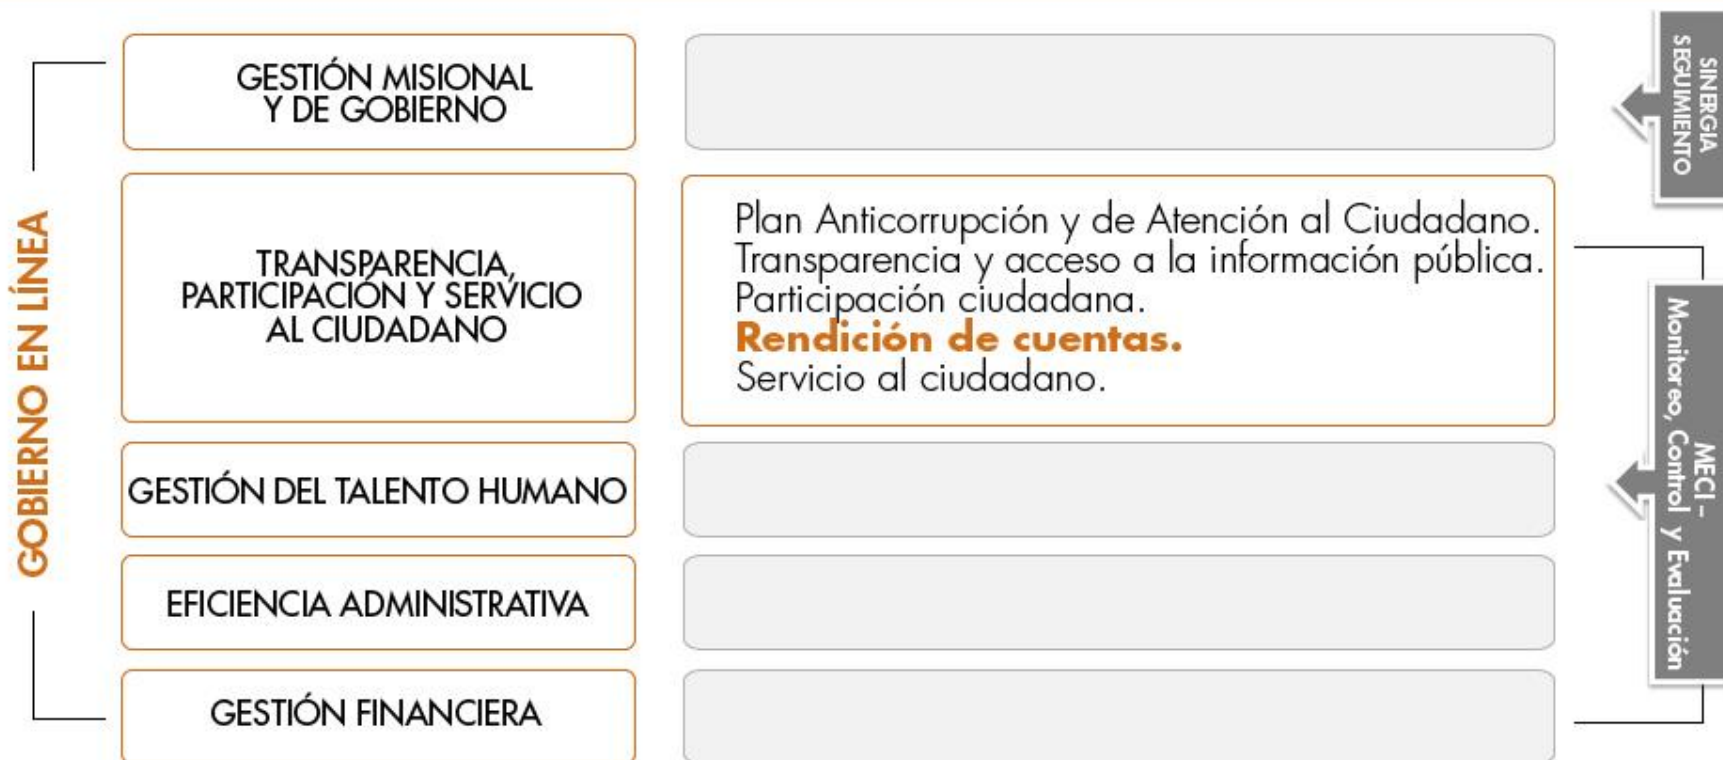 GOBIERNO EN LÍNEA
GESTIÓN MISIONAL
Y DE GOBIERNO
TRANSPARENCIA,
PARTICIPACIÓN Y SERVICIO
AL CIUDADANO
Plan Anticorrupción y de Atención al Ciudadano.
Transparencia y acceso a la información pública.
Participación ciudadana.
Rendición de cuentas.
Servicio al ciudadano.
GESTIÓN DEL TALENTO HUMANO
EFICIENCIA ADMINISTRATIVA
GESTIÓN FINANCIERA
SINERGIA
SEGUIMIENTO
MECI –
Monitoreo, Control y Evaluación